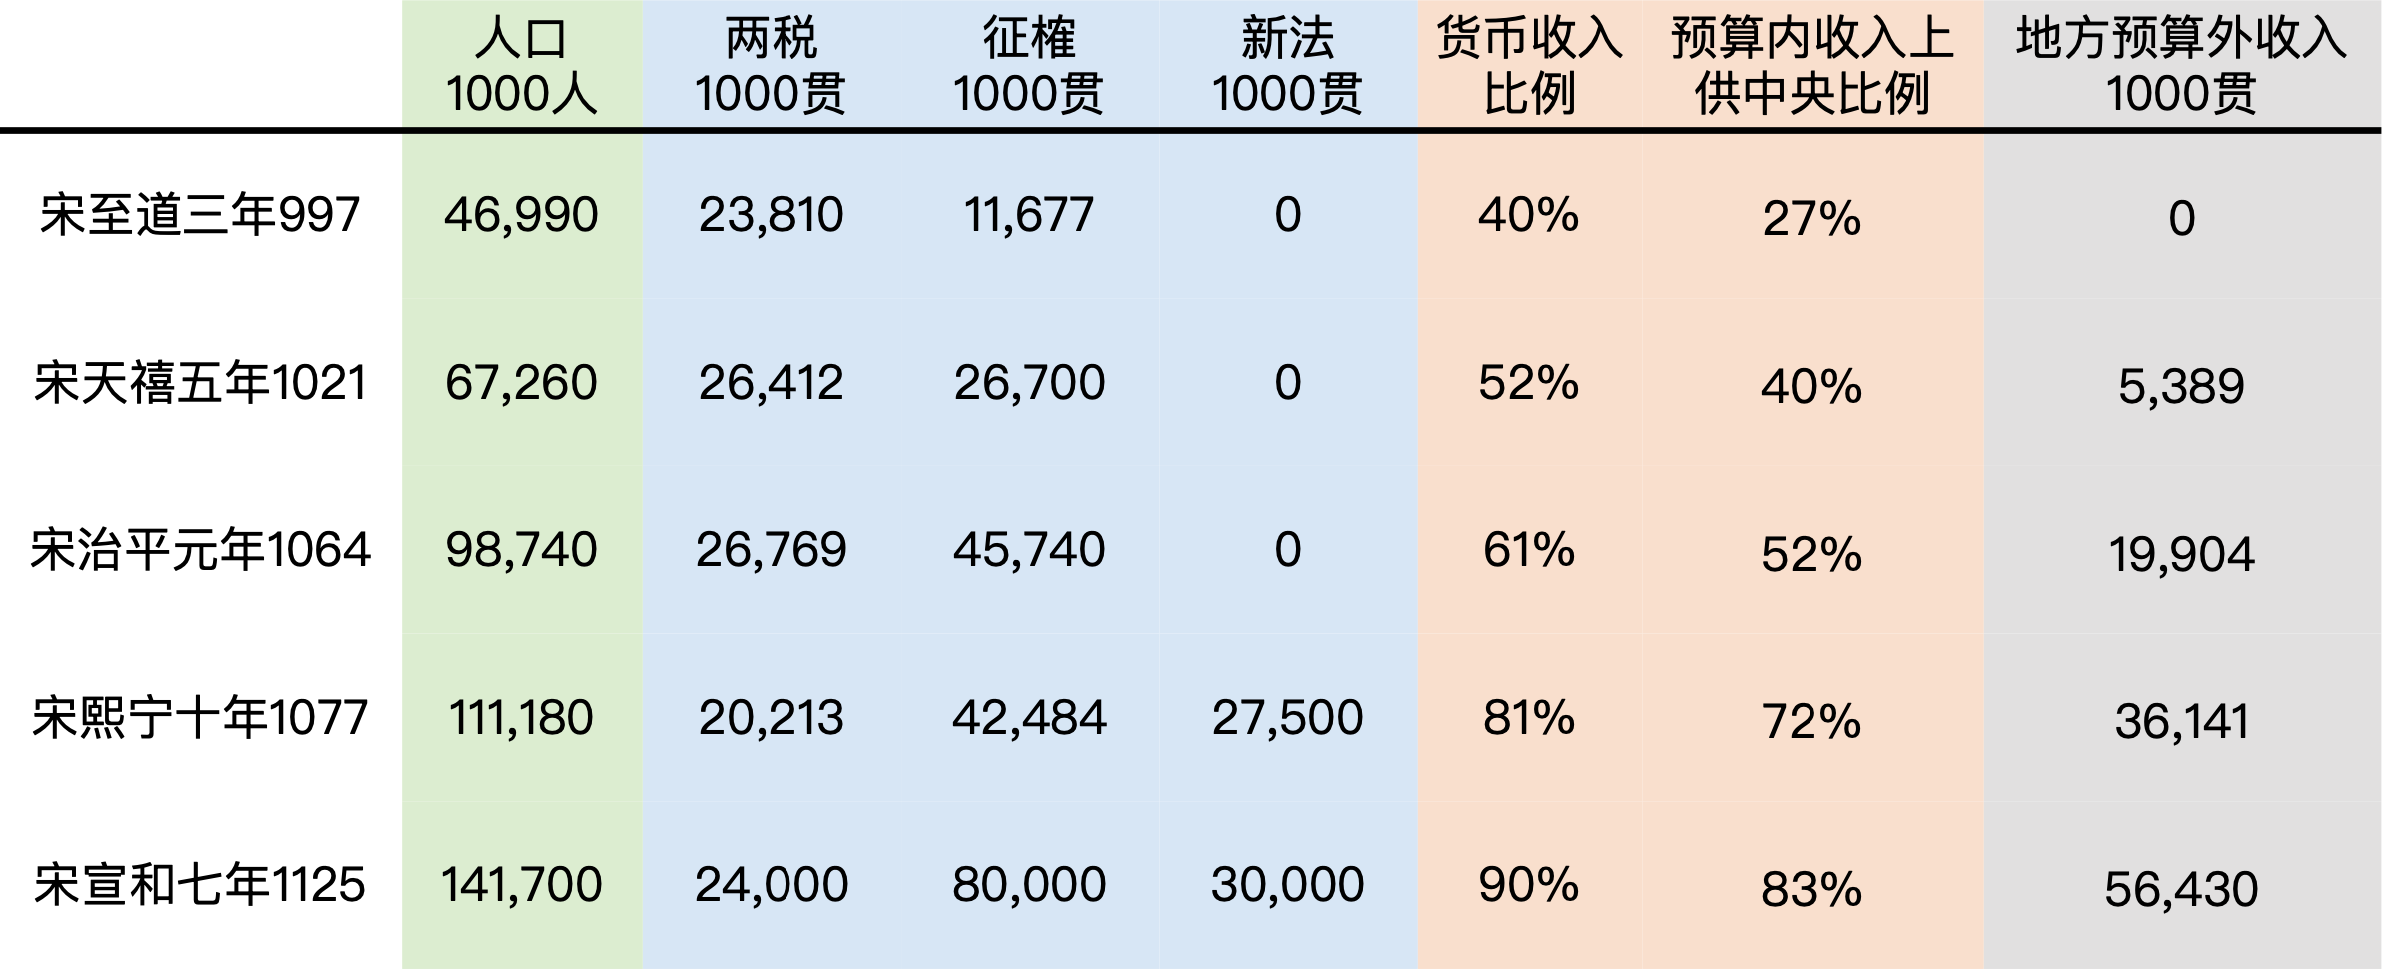 人口 两税 征榷 新法 货币收入 预算内收入上 地方预算外收入
1000人 1000贯 1000贯 1000贯 比例 供中央比例 1000贯
宋至道三年997 46,990 23,810 11,677 0 40% 27% 0
宋天禧五年1021 67,260 26,412 26,700 0 52% 40% 5,389
宋治平元年1064 98,740 26,769 45,740 0 61% 52% 19,904
宋熙宁十年1077 111,180 20,213 42,484 27,500 81% 72% 36,141
宋宣和七年1125 141,700 24,000 80,000 30,000 90% 83% 56,430